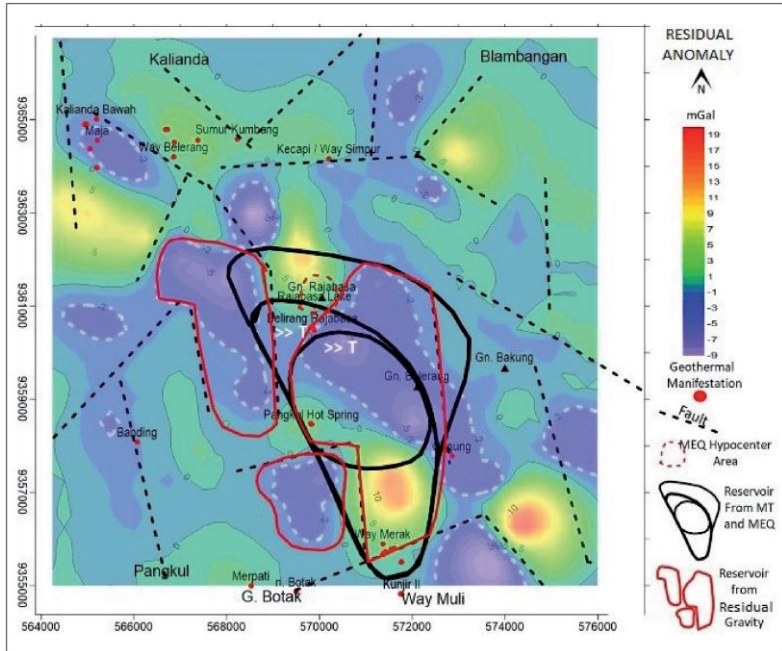 RESIDUAL
ANOMALY
N
mGal
19
17
15
13
11
9
7
5
3
1
-1
-3
-5
-7
-9
Geothermal
Manifestation
Fault
MEQ Hypocenter
Area
Reservoir
From MT
and MEQ
Reservoir
from
Residual
Gravity
Kalianda
Blambangan
Kalianda Bawah
Maja
Sumur Kumbang
Way Belerang
Kecapi / Way Simpur
Gn. Rajabasa
Rajabasa Lake
Belirang Rajabasa
>> T
>> T
Gn. Bakung
Gn. Belerang
Pangkul Hot Spring
Banding
Way Merak
Pangkul
Merpati
n. Botak
G. Botak
Kunjir II
Way Muli
9365000
9363000
9361000
9359000
9357000
9355000
564000
566000
568000
570000
572000
574000
576000